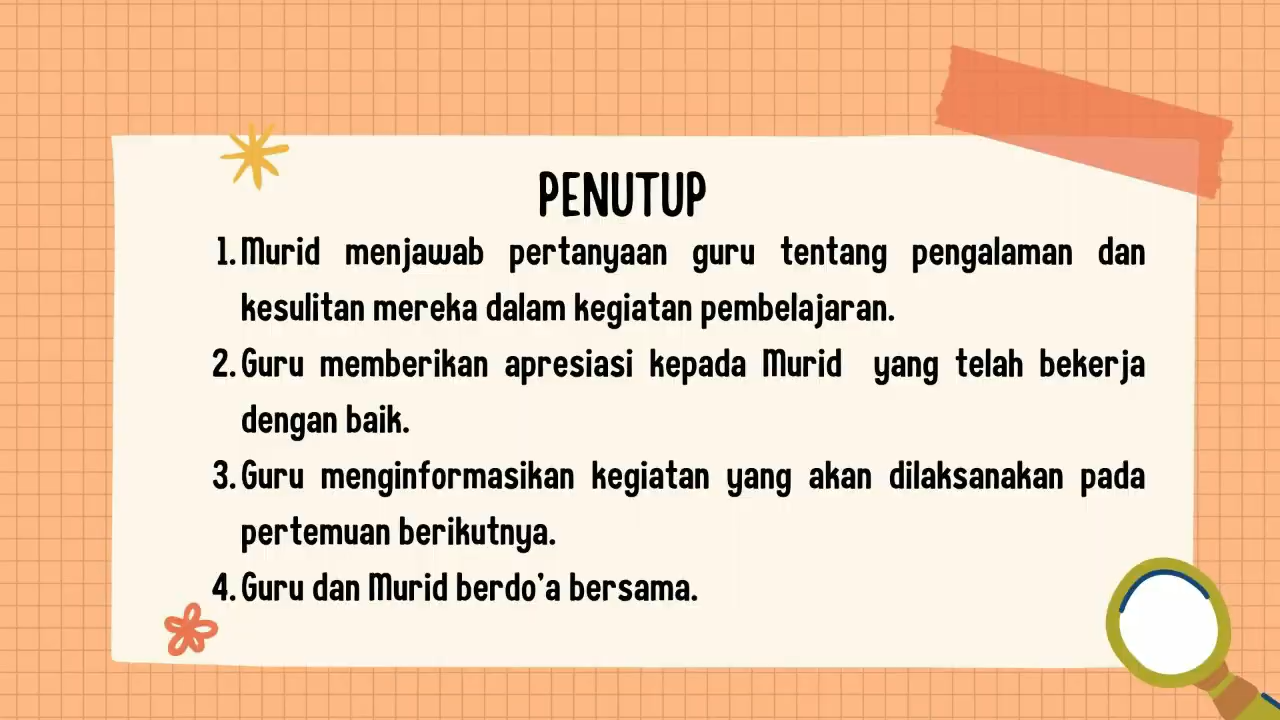 PENUTUP
1. Murid menjawab pertanyaan guru tentang pengalaman dan
kesulitan mereka dalam kegiatan pembelajaran.
2. Guru memberikan apresiasi kepada Murid yang telah bekerja
dengan baik.
3. Guru menginformasikan kegiatan yang akan dilaksanakan pada
pertemuan berikutnya.
4. Guru dan Murid berdo'a bersama.